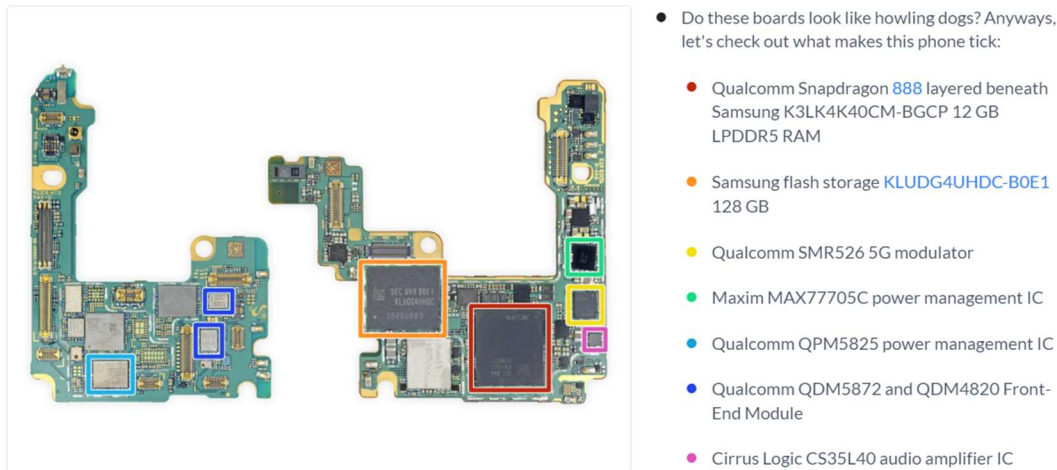 Do these boards look like howling dogs? Anyways,
let's check out what makes this phone tick:
Qualcomm Snapdragon 888 layered beneath
Samsung K3LK4K40CM-BGCP 12 GB
LPDDR5 RAM
Samsung flash storage KLUDG4UHDC-B0E1
128 GB
Qualcomm SMR526 5G modulator
Maxim MAX77705C power management IC
Qualcomm QPM5825 power management IC
Qualcomm QDM5872 and QDM4820 Front-
End Module
Cirrus Logic CS35L40 audio amplifier IC